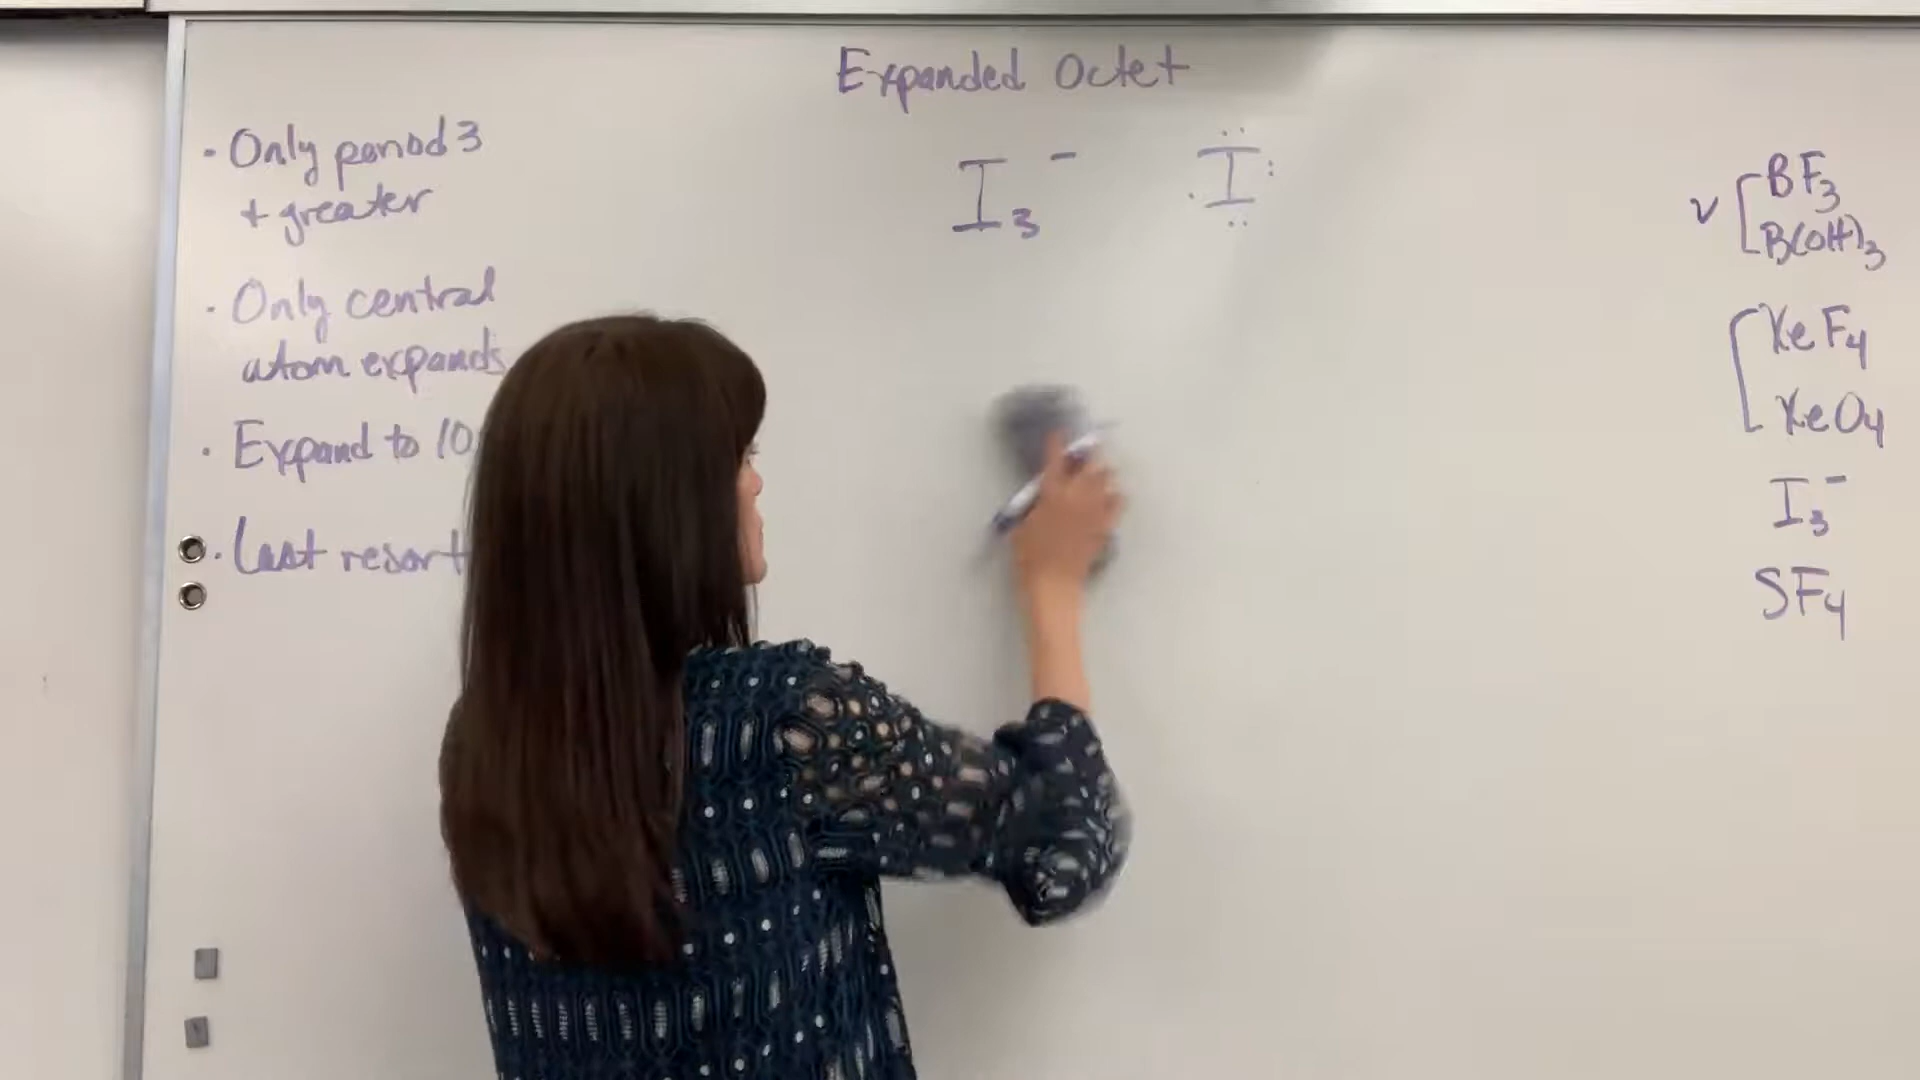 Expanded Octet
· Only period 3
+ greater
· Only central
atom expands
· Expand to 10
· Last resort
I₃⁻
I
✓ BF₃
B(OH)₃
XeF₄
XeO₄
I₃⁻
SF₄